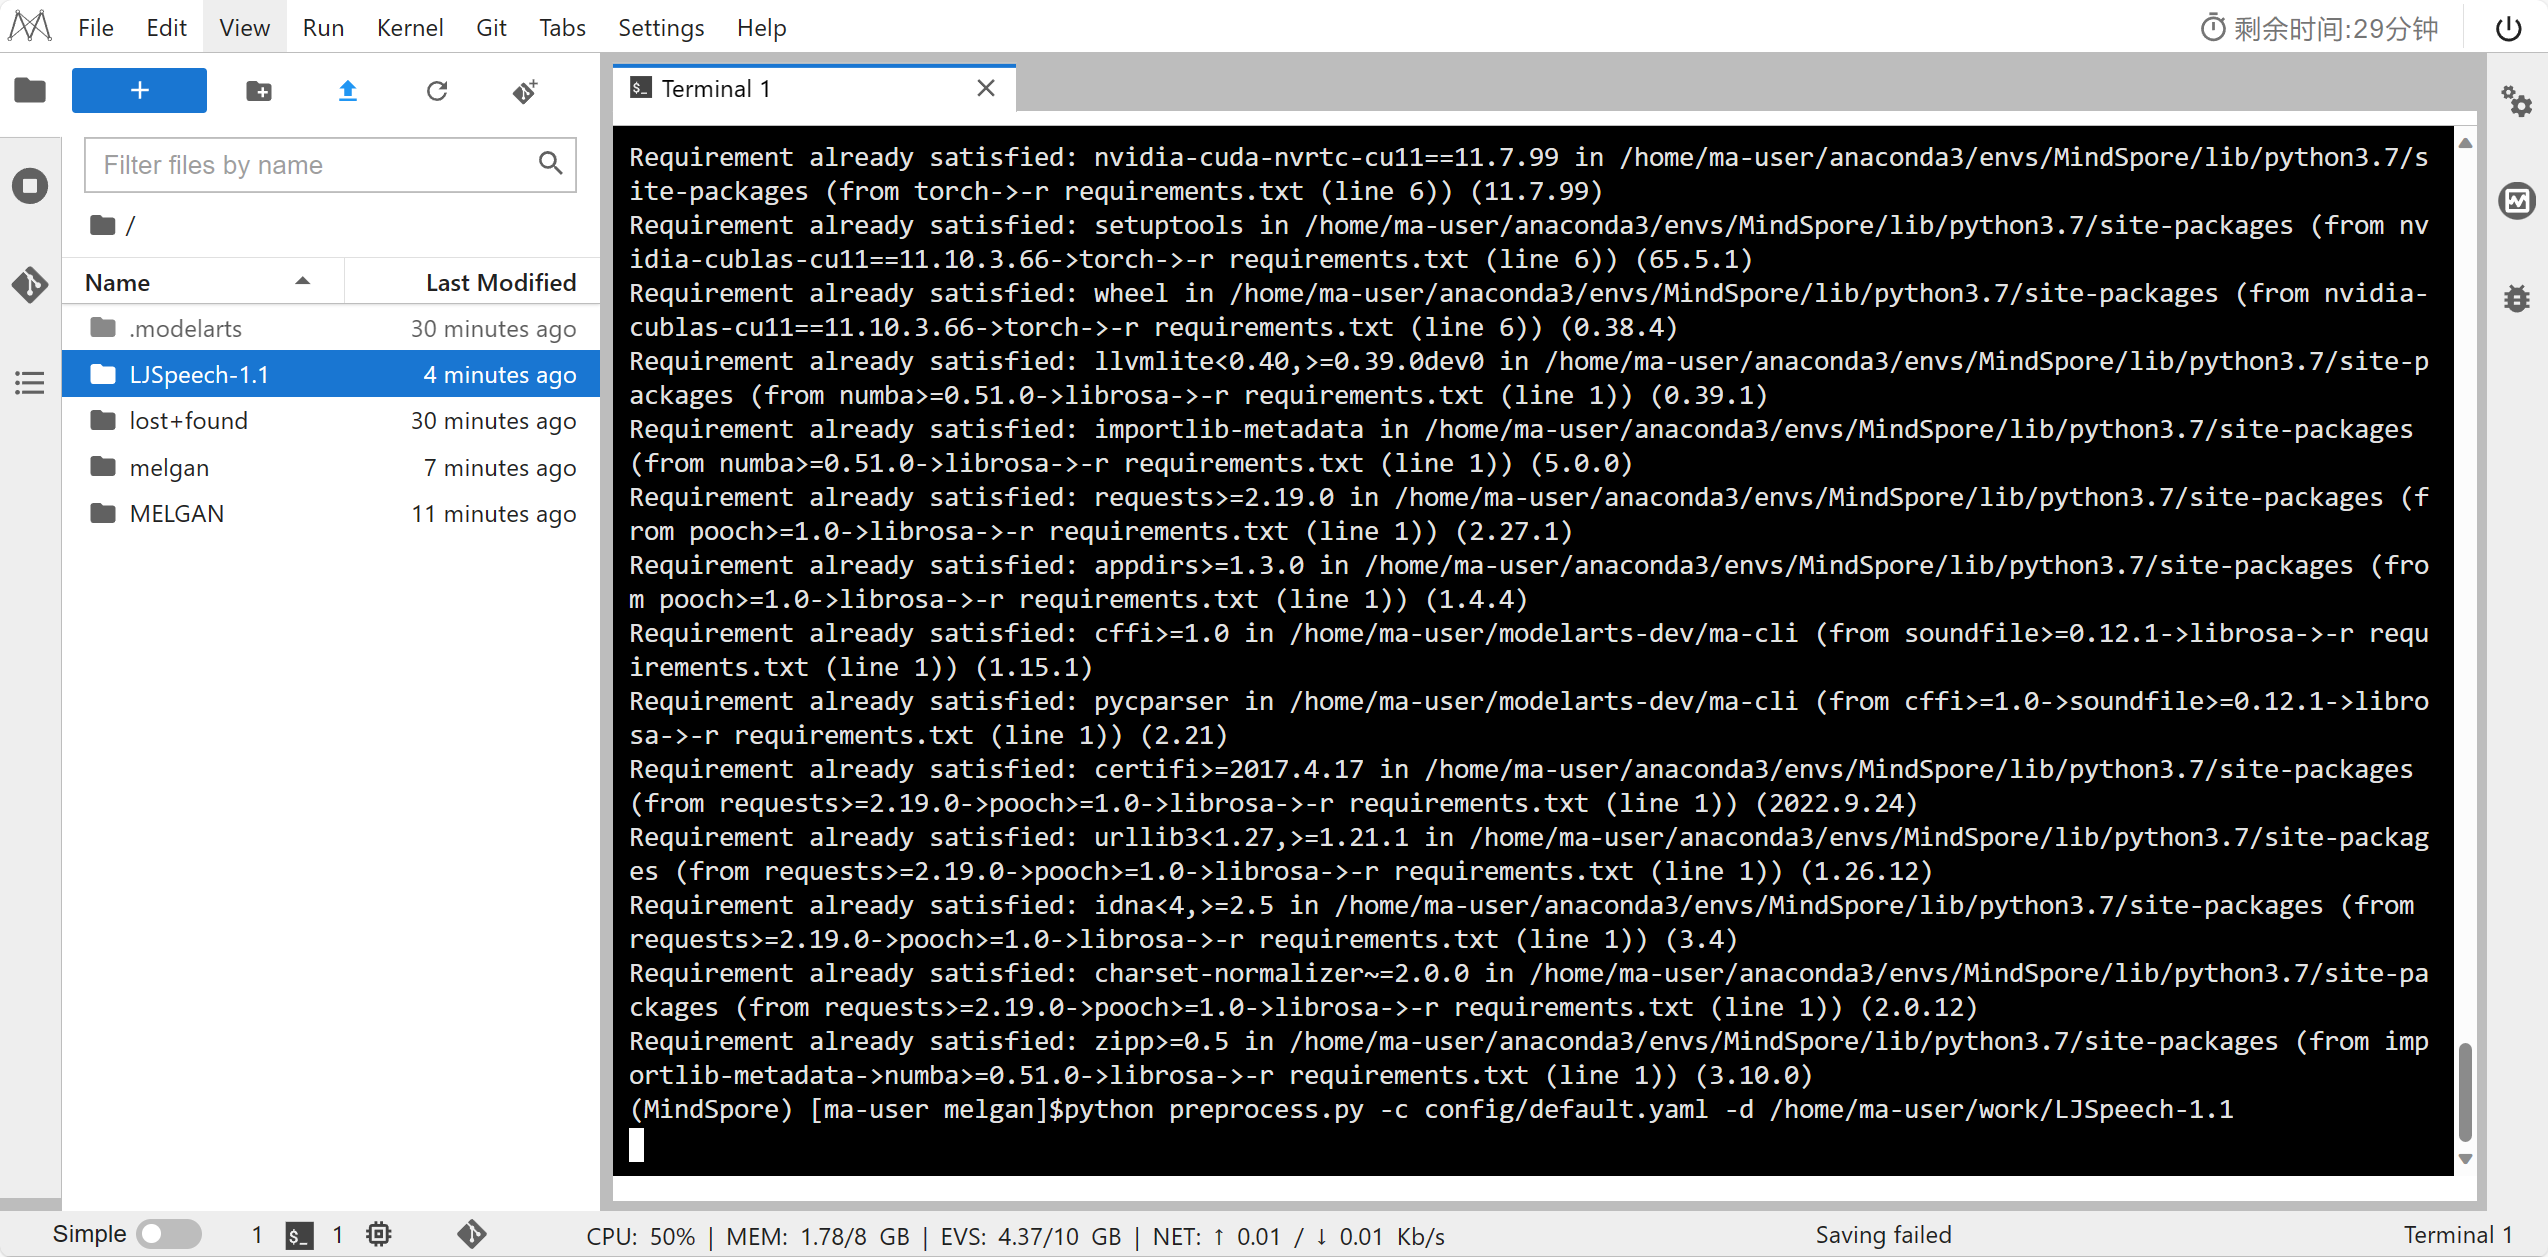 File Edit View Run Kernel Git Tabs Settings Help
剩余时间:29分钟
+
Filter files by name
/
Name Last Modified
.modelarts 30 minutes ago
LJSpeech-1.1 4 minutes ago
lost+found 30 minutes ago
melgan 7 minutes ago
MELGAN 11 minutes ago
Terminal 1
Requirement already satisfied: nvidia-cuda-nvrtc-cu11==11.7.99 in /home/ma-user/anaconda3/envs/MindSpore/lib/python3.7/s
ite-packages (from torch->-r requirements.txt (line 6)) (11.7.99)
Requirement already satisfied: setuptools in /home/ma-user/anaconda3/envs/MindSpore/lib/python3.7/site-packages (from nv
idia-cublas-cu11==11.10.3.66->torch->-r requirements.txt (line 6)) (65.5.1)
Requirement already satisfied: wheel in /home/ma-user/anaconda3/envs/MindSpore/lib/python3.7/site-packages (from nvidia-
cublas-cu11==11.10.3.66->torch->-r requirements.txt (line 6)) (0.38.4)
Requirement already satisfied: llvmlite<0.40,>=0.39.0dev0 in /home/ma-user/anaconda3/envs/MindSpore/lib/python3.7/site-p
ackages (from numba>=0.51.0->librosa->-r requirements.txt (line 1)) (0.39.1)
Requirement already satisfied: importlib-metadata in /home/ma-user/anaconda3/envs/MindSpore/lib/python3.7/site-packages
(from numba>=0.51.0->librosa->-r requirements.txt (line 1)) (5.0.0)
Requirement already satisfied: requests>=2.19.0 in /home/ma-user/anaconda3/envs/MindSpore/lib/python3.7/site-packages (f
rom pooch>=1.0->librosa->-r requirements.txt (line 1)) (2.27.1)
Requirement already satisfied: appdirs>=1.3.0 in /home/ma-user/anaconda3/envs/MindSpore/lib/python3.7/site-packages (fro
m pooch>=1.0->librosa->-r requirements.txt (line 1)) (1.4.4)
Requirement already satisfied: cffi>=1.0 in /home/ma-user/modelarts-dev/ma-cli (from soundfile>=0.12.1->librosa->-r requ
irements.txt (line 1)) (1.15.1)
Requirement already satisfied: pycparser in /home/ma-user/modelarts-dev/ma-cli (from cffi>=1.0->soundfile>=0.12.1->libro
sa->-r requirements.txt (line 1)) (2.21)
Requirement already satisfied: certifi>=2017.4.17 in /home/ma-user/anaconda3/envs/MindSpore/lib/python3.7/site-packages
(from requests>=2.19.0->pooch>=1.0->librosa->-r requirements.txt (line 1)) (2022.9.24)
Requirement already satisfied: urllib3<1.27,>=1.21.1 in /home/ma-user/anaconda3/envs/MindSpore/lib/python3.7/site-packag
es (from requests>=2.19.0->pooch>=1.0->librosa->-r requirements.txt (line 1)) (1.26.12)
Requirement already satisfied: idna<4,>=2.5 in /home/ma-user/anaconda3/envs/MindSpore/lib/python3.7/site-packages (from
requests>=2.19.0->pooch>=1.0->librosa->-r requirements.txt (line 1)) (3.4)
Requirement already satisfied: charset-normalizer~=2.0.0 in /home/ma-user/anaconda3/envs/MindSpore/lib/python3.7/site-pa
ckages (from requests>=2.19.0->pooch>=1.0->librosa->-r requirements.txt (line 1)) (2.0.12)
Requirement already satisfied: zipp>=0.5 in /home/ma-user/anaconda3/envs/MindSpore/lib/python3.7/site-packages (from imp
ortlib-metadata->numba>=0.51.0->librosa->-r requirements.txt (line 1)) (3.10.0)
(MindSpore) [ma-user melgan]$python preprocess.py -c config/default.yaml -d /home/ma-user/work/LJSpeech-1.1
Simple 1 $_ 1 CPU: 50% | MEM: 1.78/8 GB | EVS: 4.37/10 GB | NET: ↑ 0.01 / ↓ 0.01 Kb/s Saving failed Terminal 1